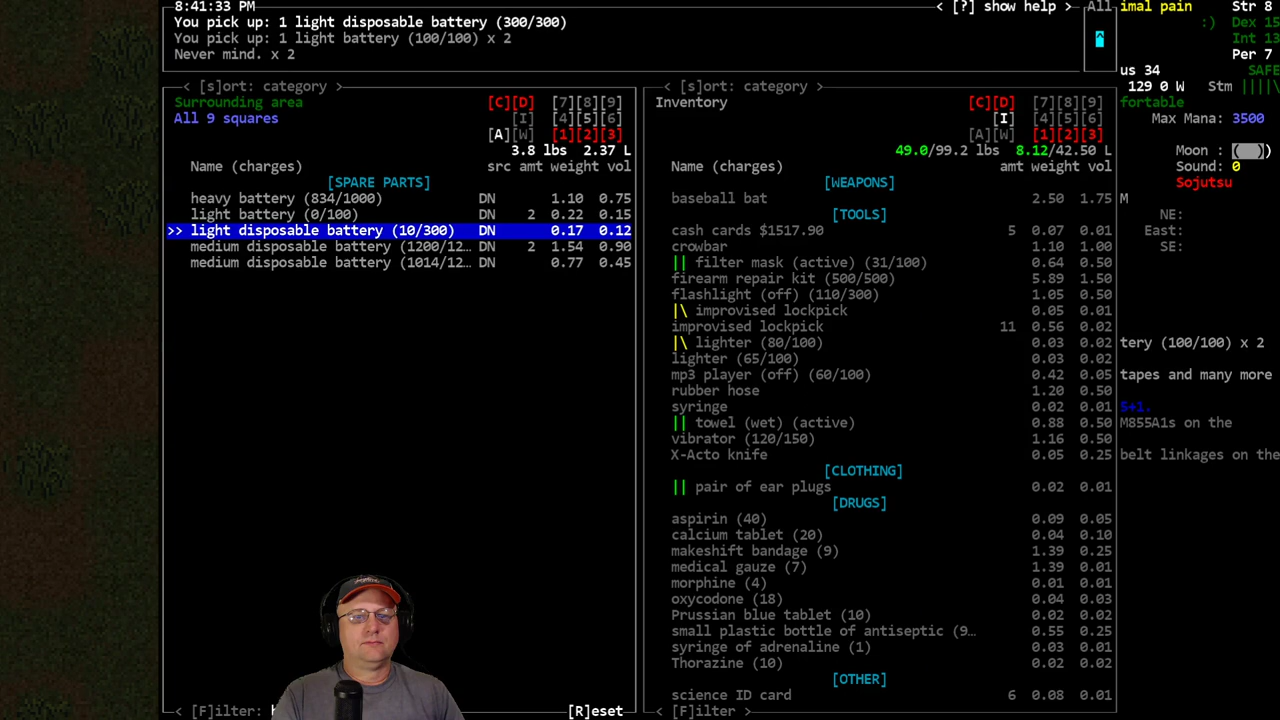 8:41:33 PM
< [?] show help >
All
imal pain
Str 8
You pick up: 1 light disposable battery (300/300)
:)
Dex 15
You pick up: 1 light battery (100/100) x 2
Int 13
Never mind. x 2
Per 7
us 34
SAFE
129 0 W
Stm ||||\
fortable
Max Mana: 3500
Moon : (   ))
Sound: 0
Sojutsu
M
NE:
East:
SE:
tery (100/100) x 2
tapes and many more
5+1.
M855A1s on the
belt linkages on the
< [s]ort: category >
Surrounding area
[C][D] [7][8][9]
All 9 squares
[I] [4][5][6]
[A][W] [1][2][3]
3.8 lbs 2.37 L
Name (charges) src amt weight vol
[SPARE PARTS]
heavy battery (834/1000) DN 1.10 0.75
light battery (0/100) DN 2 0.22 0.15
>> light disposable battery (10/300) DN 0.17 0.12
medium disposable battery (1200/12… DN 2 1.54 0.90
medium disposable battery (1014/12… DN 0.77 0.45
< [F]ilter:
[R]eset
< [s]ort: category >
Inventory
[C][D] [7][8][9]
[I] [4][5][6]
[A][W] [1][2][3]
49.0/99.2 lbs 8.12/42.50 L
Name (charges) amt weight vol
[WEAPONS]
baseball bat 2.50 1.75
[TOOLS]
cash cards $1517.90 5 0.07 0.01
crowbar 1.10 1.00
|| filter mask (active) (31/100) 0.64 0.50
firearm repair kit (500/500) 5.89 1.50
flashlight (off) (110/300) 1.05 0.50
|\ improvised lockpick 0.05 0.01
improvised lockpick 11 0.56 0.02
|\ lighter (80/100) 0.03 0.02
lighter (65/100) 0.03 0.02
mp3 player (off) (60/100) 0.42 0.05
rubber hose 1.20 0.50
syringe 0.02 0.01
|| towel (wet) (active) 0.88 0.50
vibrator (120/150) 1.16 0.50
X-Acto knife 0.05 0.25
[CLOTHING]
|| pair of ear plugs 0.02 0.01
[DRUGS]
aspirin (40) 0.09 0.05
calcium tablet (20) 0.04 0.10
makeshift bandage (9) 1.39 0.25
medical gauze (7) 1.39 0.01
morphine (4) 0.01 0.01
oxycodone (18) 0.04 0.03
Prussian blue tablet (10) 0.02 0.02
small plastic bottle of antiseptic (9… 0.55 0.25
syringe of adrenaline (1) 0.03 0.01
Thorazine (10) 0.02 0.02
[OTHER]
science ID card 6 0.08 0.01
< [F]ilter >